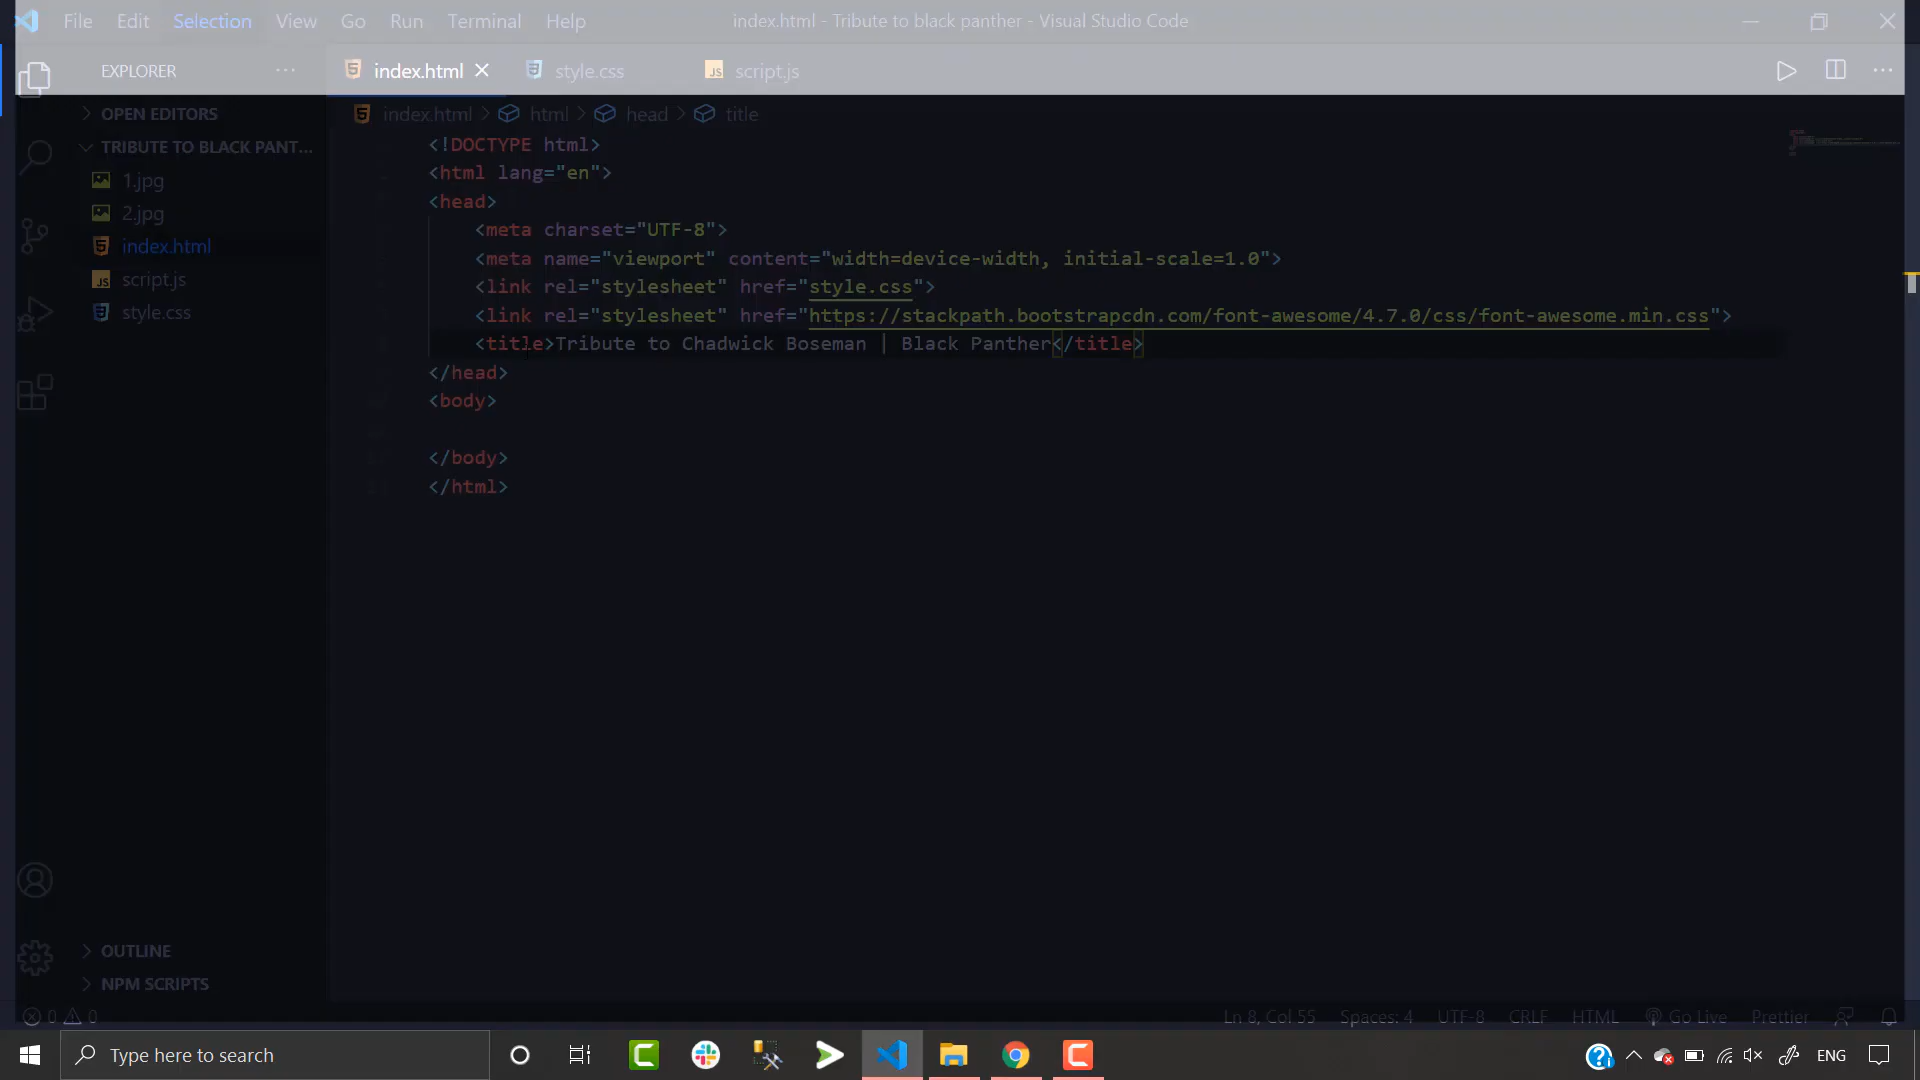 File Edit Selection View Go Run Terminal Help index.html - Tribute to black panther - Visual Studio Code
EXPLORER index.html style.css script.js
OPEN EDITORS
TRIBUTE TO BLACK PANT...
1.jpg
2.jpg
index.html
script.js
style.css
OUTLINE
NPM SCRIPTS
index.html > html > head > title
<!DOCTYPE html>
<html lang="en">
<head>
<meta charset="UTF-8">
<meta name="viewport" content="width=device-width, initial-scale=1.0">
<link rel="stylesheet" href="style.css">
<link rel="stylesheet" href="https://stackpath.bootstrapcdn.com/font-awesome/4.7.0/css/font-awesome.min.css">
<title>Tribute to Chadwick Boseman | Black Panther</title>
</head>
<body>
</body>
</html>
0 0 Ln 8, Col 55 Spaces: 4 UTF-8 CRLF HTML Go Live Prettier
Type here to search ENG